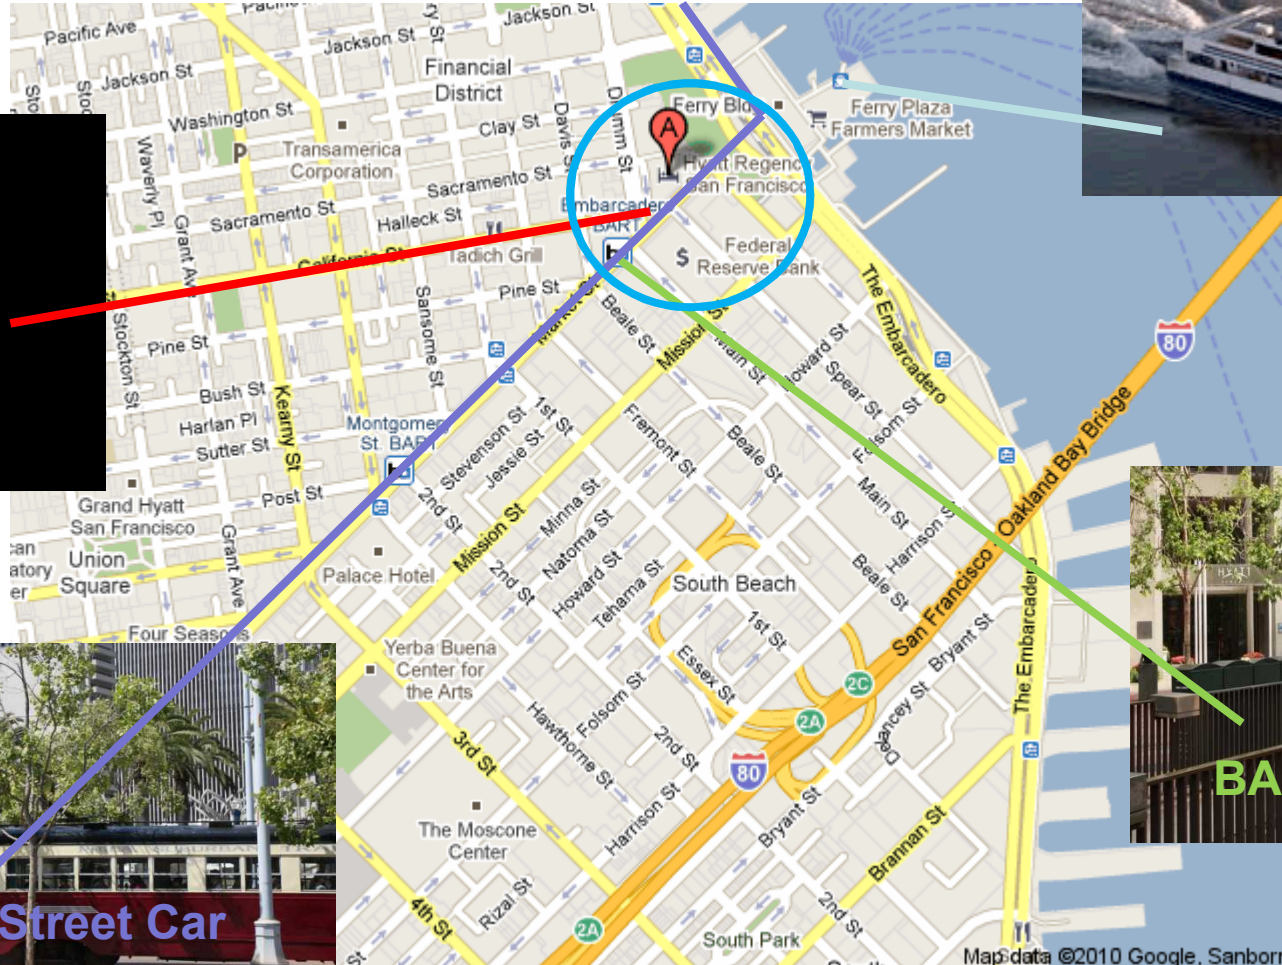 Pacific Ave
Jackson St
Jackson St
Jackson St
Financial
District
Washington St
Clay St
Davis St
Drumm St
Ferry Bldg
Ferry Plaza
Farmers Market
A
P
Transamerica
Corporation
Waverly Pl
Sacramento St
Hyatt Regency
San Francisco
Sacramento St
Halleck St
Embarcadero
BART
Grant Ave
California St
Tadich Grill
$
Federal
Reserve Bank
Pine St
Market St
Beale St
Mission St
Main St
Howard St
Spear St
The Embarcadero
80
Stockton St
Sansome St
Pine St
Bush St
Harlan Pl
Sutter St
Kearny St
Montgomery
St. BART
Stevenson St
Jessie St
1st St
Fremont St
Beale St
Folsom St
Main St
Harrison St
San Francisco - Oakland Bay Bridge
Post St
2nd St
Minna St
Natoma St
Howard St
Tehama St
Mission St
2nd St
Grand Hyatt
San Francisco
Union
Square
Grant Ave
Palace Hotel
South Beach
Beale St
1st St
Essex St
Bryant St
The Embarcadero
HYATT
Four Seasons
Yerba Buena
Center for
the Arts
Hawthorne St
Folsom St
2nd St
2C
2A
80
Delancey St
BA
3rd St
Harrison St
Bryant St
Brannan St
The Moscone
Center
Rizal St
4th St
2A
2nd St
South Park
Street Car
Map data ©2010 Google, Sanborn